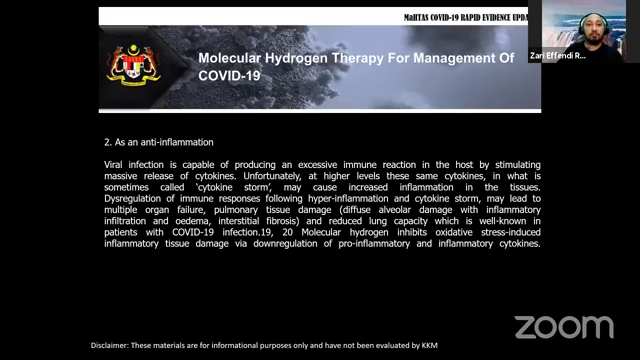 MaHTAS COVID-19 RAPID EVIDENCE UPDA
Zari Effendi R...
Molecular Hydrogen Therapy For Management Of
COVID-19
2. As an anti-inflammation
Viral infection is capable of producing an excessive immune reaction in the host by stimulating
massive release of cytokines. Unfortunately, at higher levels these same cytokines, in what is
sometimes called 'cytokine storm', may cause increased inflammation in the tissues.
Dysregulation of immune responses following hyper-inflammation and cytokine storm, may lead to
multiple organ failure, pulmonary tissue damage (diffuse alveolar damage with inflammatory
infiltration and oedema, interstitial fibrosis) and reduced lung capacity which is well-known in
patients with COVID-19 infection.19, 20 Molecular hydrogen inhibits oxidative stress-induced
inflammatory tissue damage via downregulation of pro-inflammatory and inflammatory cytokines.
zoom
Disclaimer: These materials are for informational purposes only and have not been evaluated by KKM